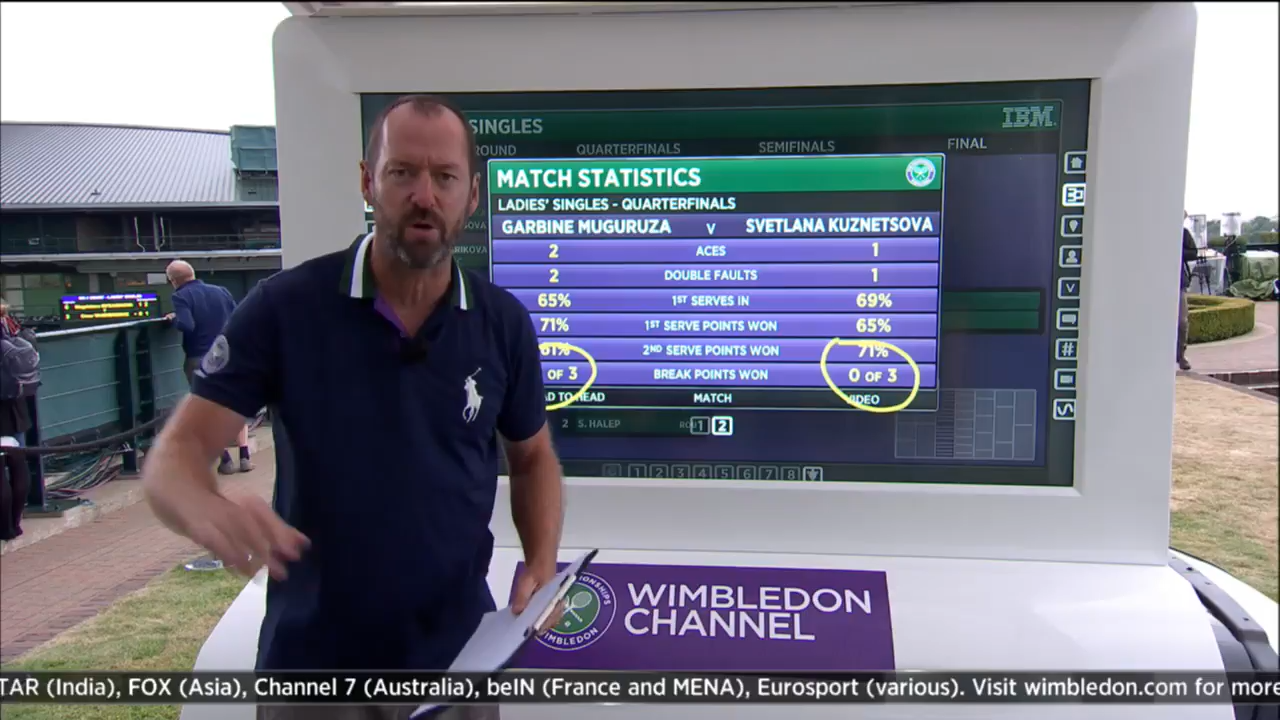 SINGLES
IBM
ROUND QUARTERFINALS SEMIFINALS FINAL
MATCH STATISTICS
LADIES' SINGLES - QUARTERFINALS
GARBINE MUGURUZA V SVETLANA KUZNETSOVA
2 ACES 1
2 DOUBLE FAULTS 1
65% 1ST SERVES IN 69%
71% 1ST SERVE POINTS WON 65%
61% 2ND SERVE POINTS WON 71%
OF 3 BREAK POINTS WON 0 OF 3
HEAD MATCH VIDEO
2 S. HALEP 1 2
1 2 3 4 5 6 7 8
V
#
WIMBLEDON
CHANNEL
WIMBLEDON
TAR (India), FOX (Asia), Channel 7 (Australia), beIN (France and MENA), Eurosport (various). Visit wimbledon.com for more